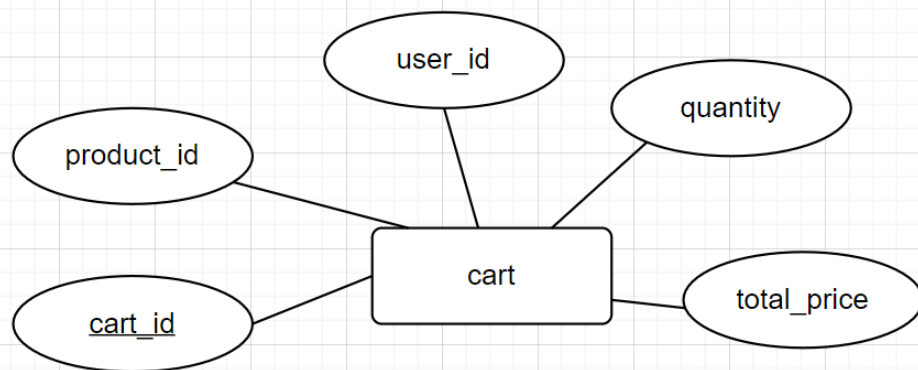 user_id
quantity
product_id
cart
total_price
cart_id